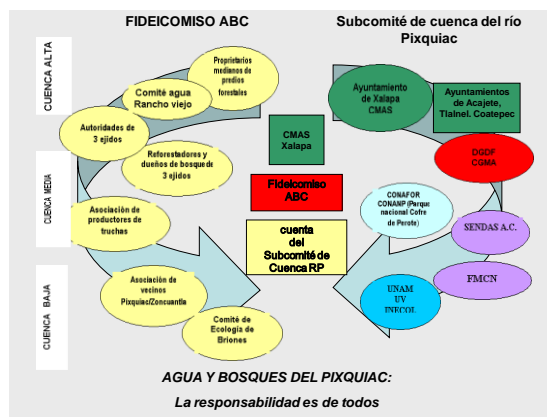 FIDEICOMISO ABC
Subcomité de cuenca del río
Pixquiac
CUENCA ALTA
CUENCA MEDIA
CUENCA BAJA
Proprietarios
medianos de
predios
forestales
Comité agua
Rancho viejo
Autoridades de
3 ejidos
Reforestadores y
dueños de bosque de
3 ejidos
Asociación de
productores de
truchas
Asociación de
vecinos
Pixquiac/Zoncuantla
Comité de
Ecología de
Briones
CMAS
Xalapa
Fideicomiso
ABC
cuenta
del
Subcomité de
Cuenca RP
Ayuntamiento
de Xalapa
CMAS
Ayuntamientos
de Acajete,
Tlalnel. Coatepec
DGDF
CGMA
CONAFOR
CONANP (Parque
nacional Cofre
de Perote)
SENDAS A.C.
FMCN
UNAM
UV
INECOL
AGUA Y BOSQUES DEL PIXQUIAC:
La responsabilidad es de todos